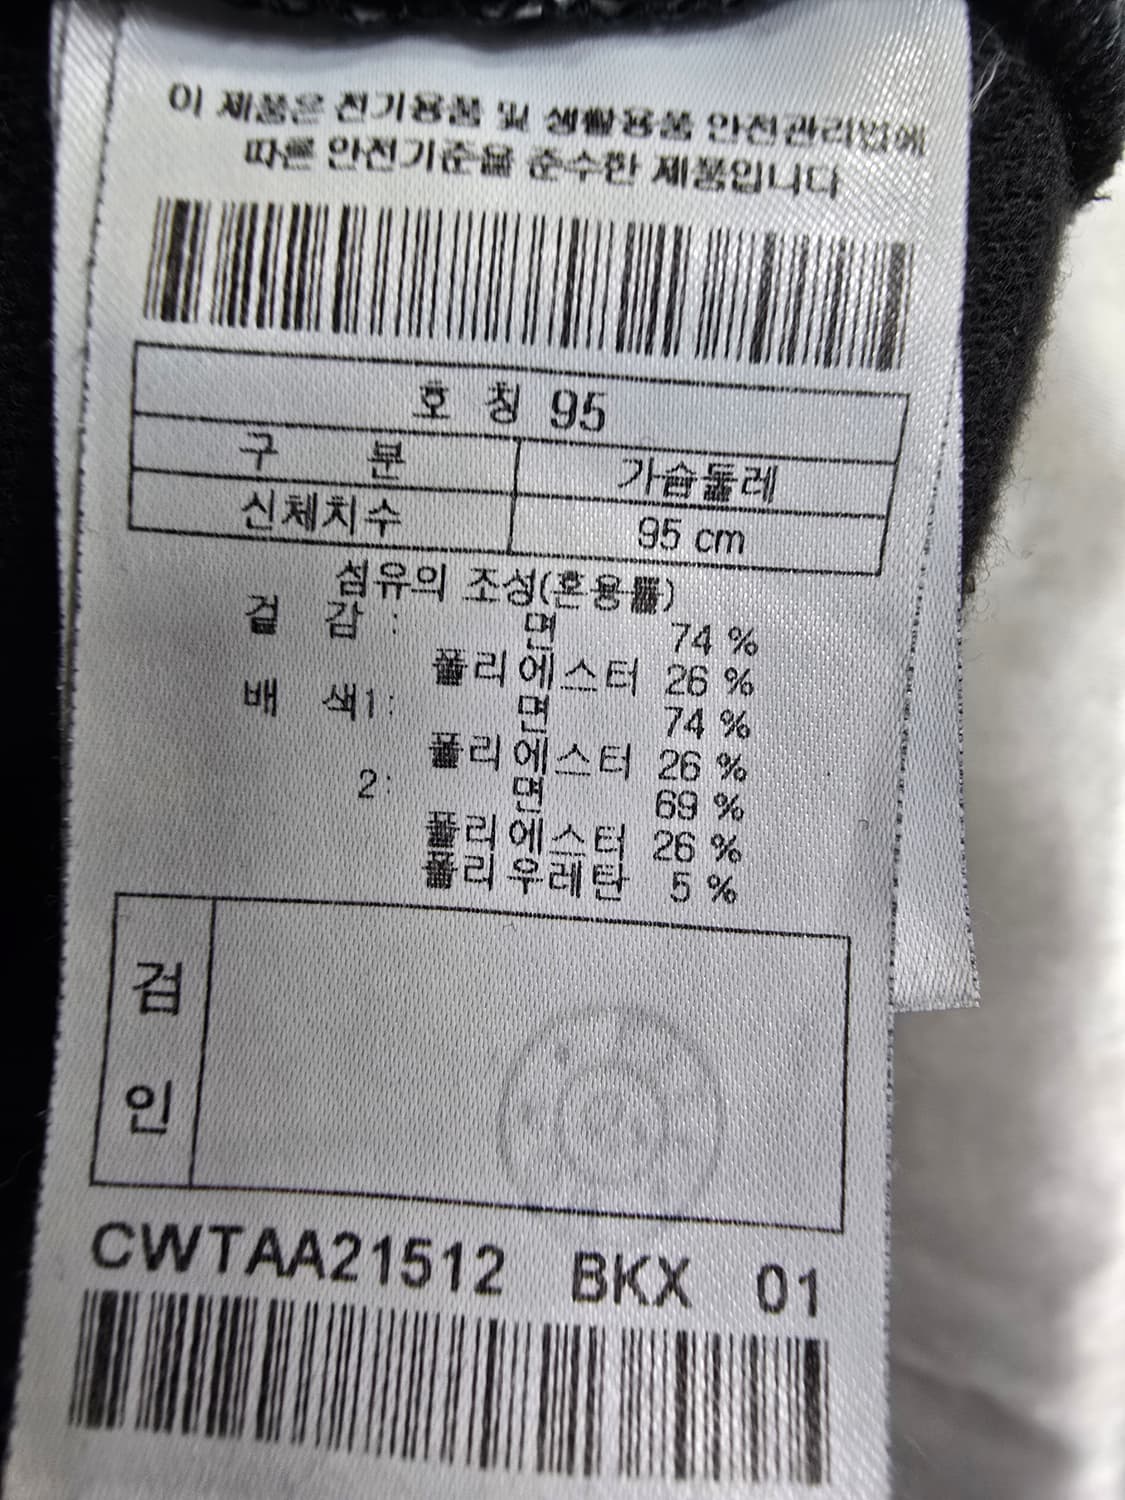 이 제품은 전기용품 및 생활용품 안전관리법에
따른 안전기준을 준수한 제품입니다
호 칭 95
구 분 가슴둘레
신체치수 95 cm
섬유의 조성(혼용률)
겉 감 : 면 74 %
폴리에스터 26 %
배 색1: 면 74 %
폴리에스터 26 %
2: 면 69 %
폴리에스터 26 %
폴리우레탄 5 %
검
인
CWTAA21512 BKX 01